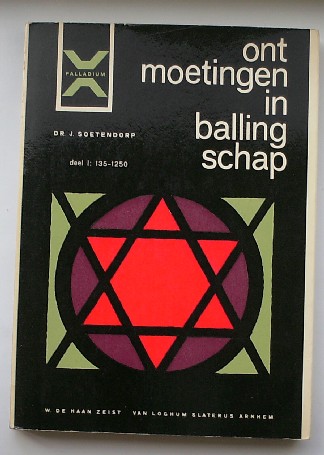 PALLADIUM
ont
moetingen
in
balling
schap
DR. J. SOETENDORP
deel I: 135-1250
W. DE HAAN ZEIST VAN LOGHUM SLATERUS ARNHEM